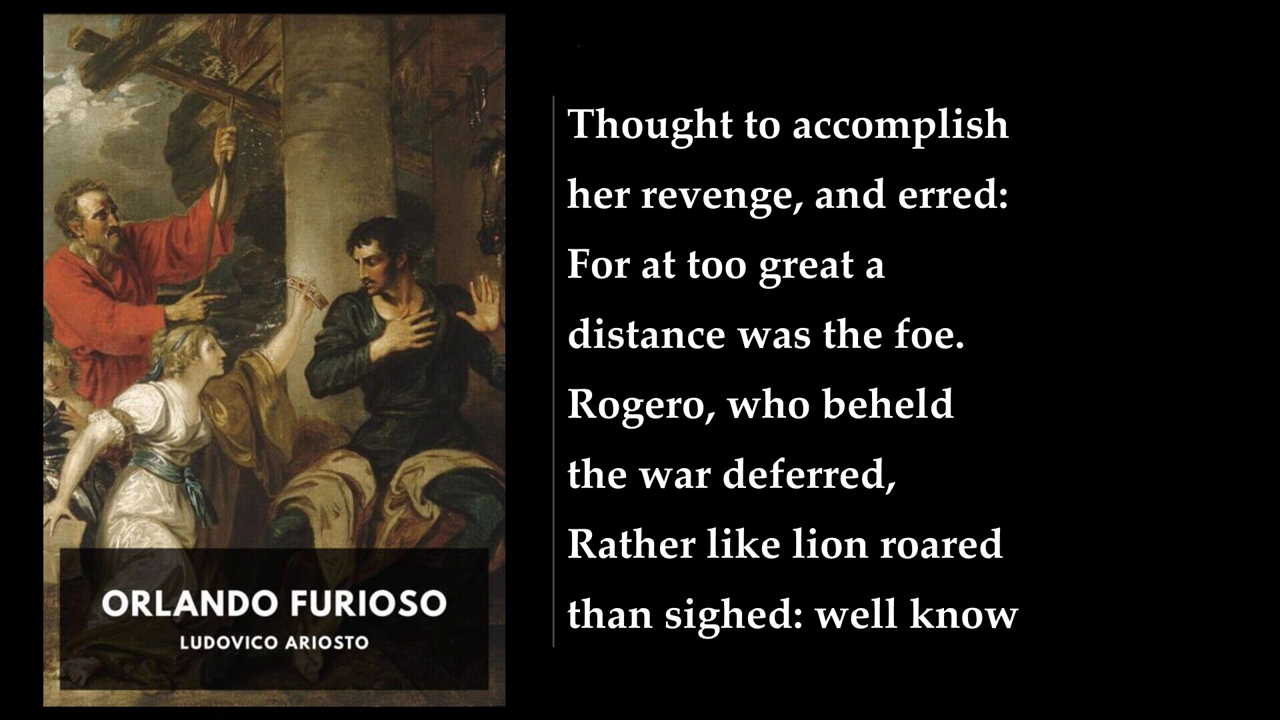 ORLANDO FURIOSO
LUDOVICO ARIOSTO
Thought to accomplish
her revenge, and erred:
For at too great a
distance was the foe.
Rogero, who beheld
the war deferred,
Rather like lion roared
than sighed: well know